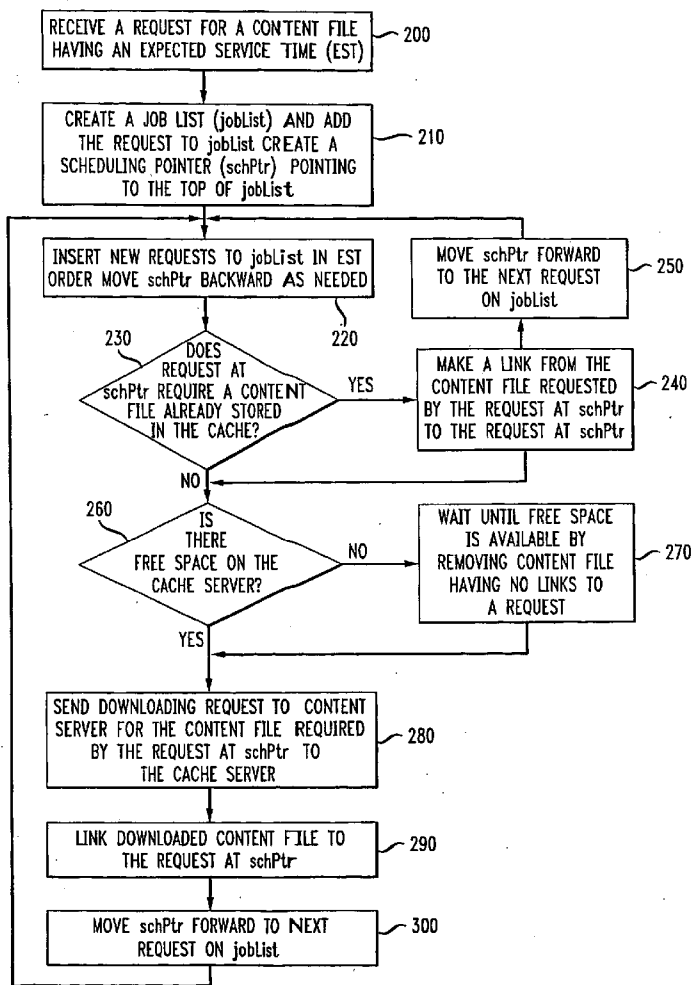 RECEIVE A REQUEST FOR A CONTENT FILE
HAVING AN EXPECTED SERVICE TIME (EST)
200
CREATE A JOB LIST (jobList) AND ADD
THE REQUEST TO jobList CREATE A
SCHEDULING POINTER (schPtr) POINTING
TO THE TOP OF jobList
210
INSERT NEW REQUESTS TO jobList IN EST
ORDER MOVE schPtr BACKWARD AS NEEDED
220
MOVE schPtr FORWARD
TO THE NEXT REQUEST
ON jobList
250
230
DOES
REQUEST AT
schPtr REQUIRE A CONTENT
FILE ALREADY STORED
IN THE CACHE?
YES
MAKE A LINK FROM THE
CONTENT FILE REQUESTED
BY THE REQUEST AT schPtr
TO THE REQUEST AT schPtr
240
NO
260
IS
THERE
FREE SPACE ON THE
CACHE SERVER?
NO
WAIT UNTIL FREE SPACE
IS AVAILABLE BY
REMOVING CONTENT FILE
HAVING NO LINKS TO
A REQUEST
270
YES
SEND DOWNLOADING REQUEST TO CONTENT
SERVER FOR THE CONTENT FILE REQUIRED
BY THE REQUEST AT schPtr TO
THE CACHE SERVER
280
LINK DOWNLOADED CONTENT FILE TO
THE REQUEST AT schPtr
290
MOVE schPtr FORWARD TO NEXT
REQUEST ON jobList
300